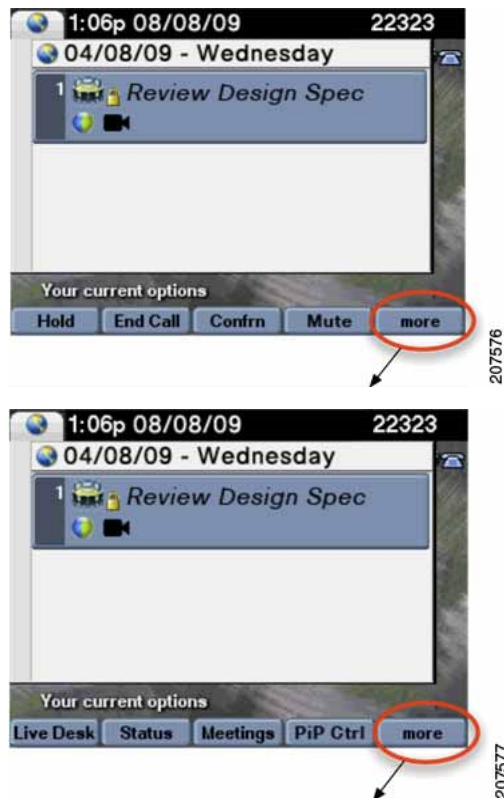 1:06p 08/08/09 22323
04/08/09 - Wednesday
1 Review Design Spec
Your current options
Hold End Call Confrn Mute more
207576
1:06p 08/08/09 22323
04/08/09 - Wednesday
1 Review Design Spec
Your current options
Live Desk Status Meetings PiP Ctrl more
207577